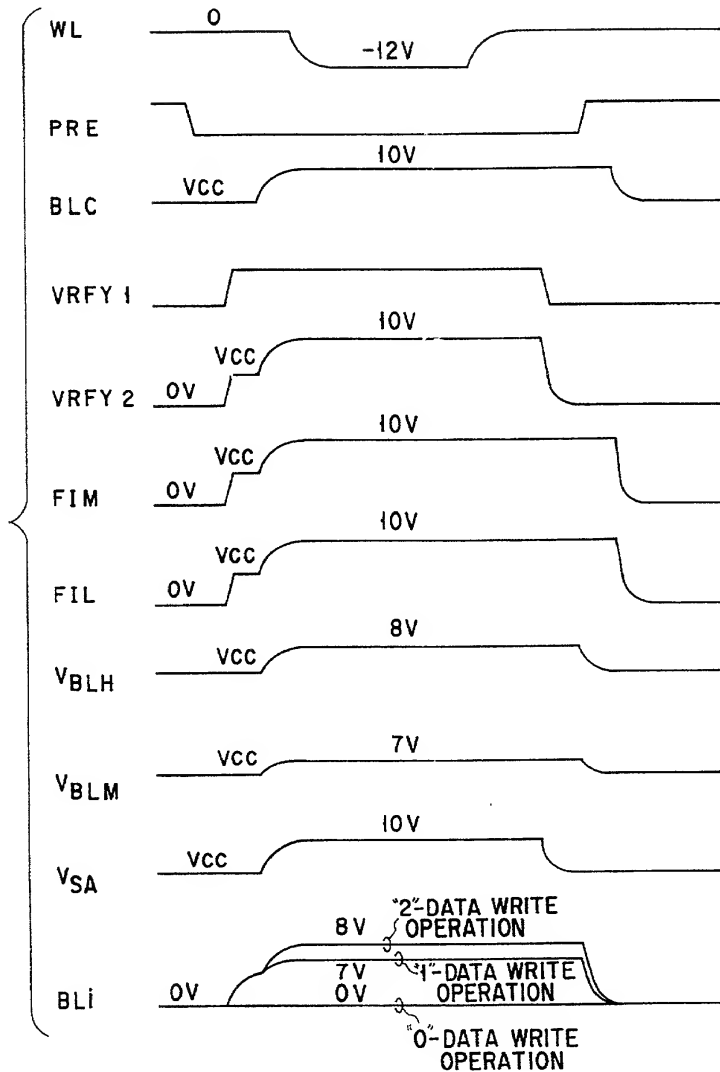 WL 0
-12V
PRE
10V
BLC VCC
VRFY 1
10V
VCC
VRFY 2 0V
10V
VCC
FIM 0V
10V
VCC
FIL 0V
8V
VBLH VCC
7V
VBLM VCC
10V
VSA VCC
"2"-DATA WRITE
OPERATION
8V
7V "1"-DATA WRITE
OPERATION
BLi 0V 0V
"0"-DATA WRITE
OPERATION